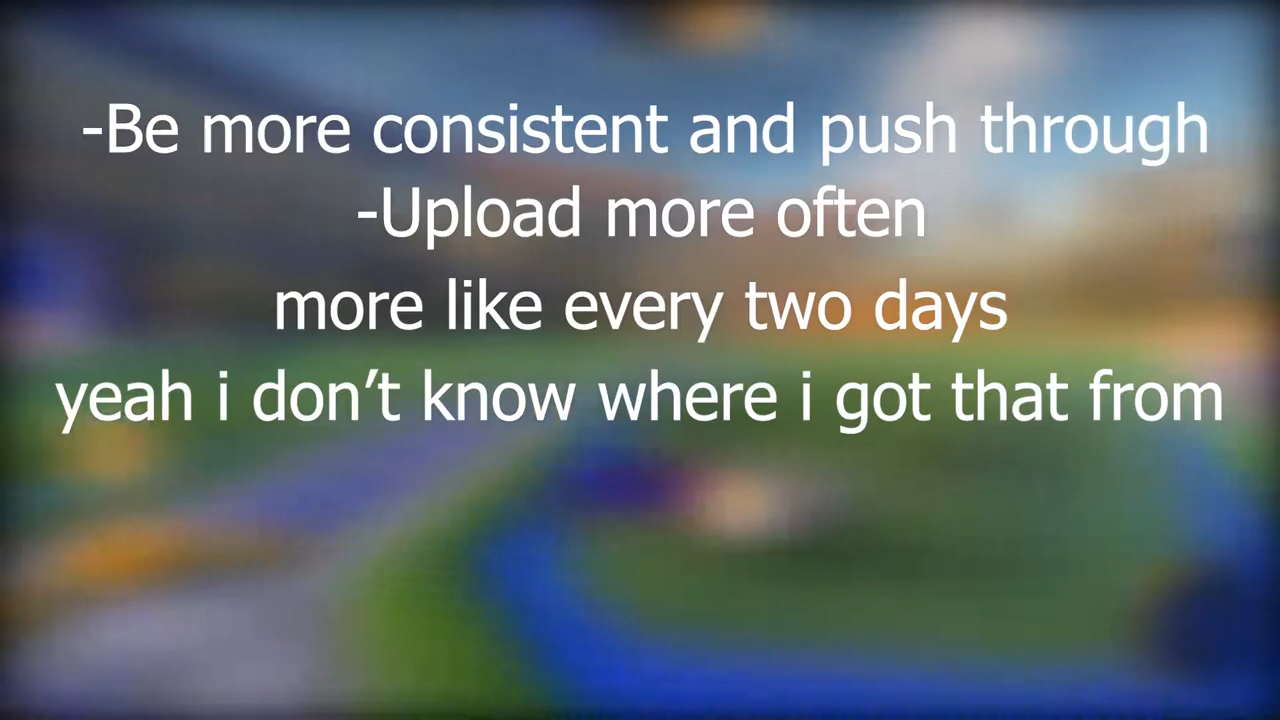 -Be more consistent and push through
-Upload more often
more like every two days
yeah i don’t know where i got that from